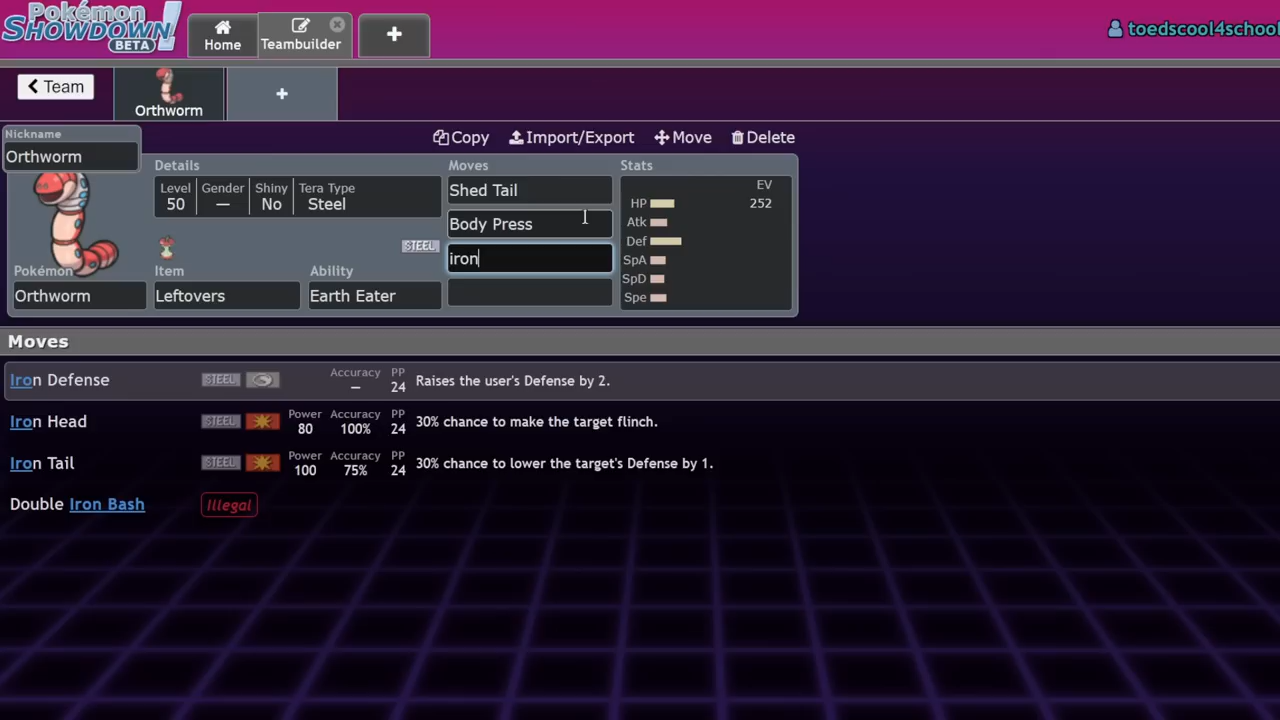 Pokémon
SHOWDOWN!
BETA
Home
Teambuilder
+
toedscool4school
Team
Orthworm
+
Nickname
Orthworm
Copy
Import/Export
Move
Delete
Details
Level Gender Shiny Tera Type
50 — No Steel
STEEL
Pokémon
Orthworm
Item
Leftovers
Ability
Earth Eater
Moves
Shed Tail
Body Press
iron
Stats
EV
HP 252
Atk
Def
SpA
SpD
Spe
Moves
Iron Defense STEEL Accuracy — PP 24 Raises the user's Defense by 2.
Iron Head STEEL Power 80 Accuracy 100% PP 24 30% chance to make the target flinch.
Iron Tail STEEL Power 100 Accuracy 75% PP 24 30% chance to lower the target's Defense by 1.
Double Iron Bash Illegal